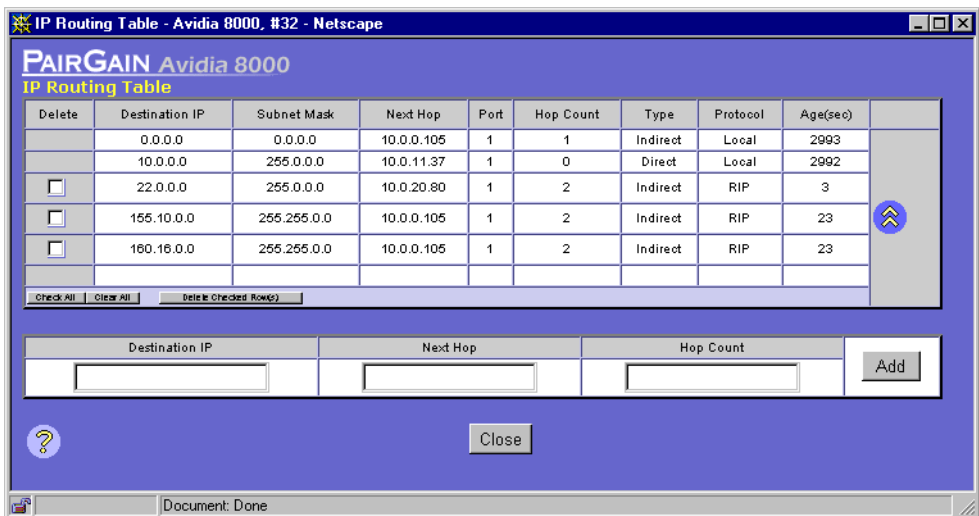 IP Routing Table - Avidia 8000, #32 - Netscape
PAIRGAIN Avidia 8000
IP Routing Table
Delete Destination IP Subnet Mask Next Hop Port Hop Count Type Protocol Age(sec)
0.0.0.0 0.0.0.0 10.0.0.105 1 1 Indirect Local 2993
10.0.0.0 255.0.0.0 10.0.11.37 1 0 Direct Local 2992
22.0.0.0 255.0.0.0 10.0.20.80 1 2 Indirect RIP 3
155.10.0.0 255.255.0.0 10.0.0.105 1 2 Indirect RIP 23
160.16.0.0 255.255.0.0 10.0.0.105 1 2 Indirect RIP 23
Check All Clear All Delete Checked Row(s)
Destination IP Next Hop Hop Count
Add
?
Close
Document: Done